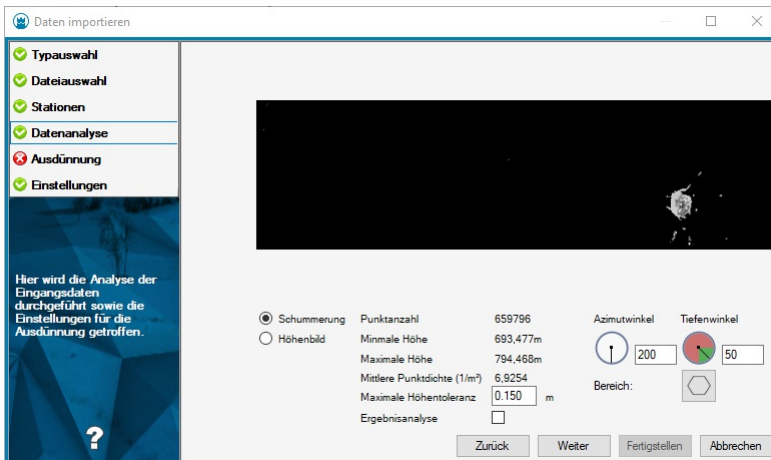 Daten importieren
Typauswahl
Dateiauswahl
Stationen
Datenanalyse
Ausdünnung
Einstellungen
Hier wird die Analyse der
Eingangsdaten
durchgeführt sowie die
Einstellungen für die
Ausdünnung getroffen.
?
Schummerung
Höhenbild
Punktanzahl 659796
Minmale Höhe 693,477m
Maximale Höhe 794,468m
Mittlere Punktdichte (1/m²) 6,9254
Maximale Höhentoleranz 0.150 m
Ergebnisanalyse
Azimutwinkel Tiefenwinkel
200 50
Bereich:
Zurück Weiter Fertigstellen Abbrechen